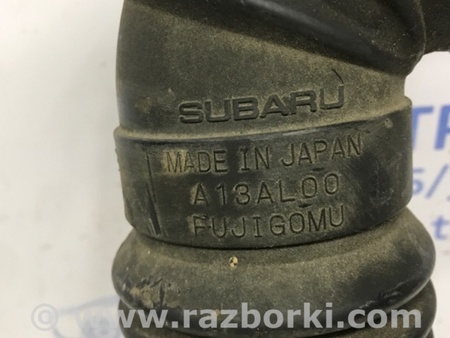 SUBARU
MADE IN JAPAN
A13AL00
FUJIGOMU
www.razborki.com